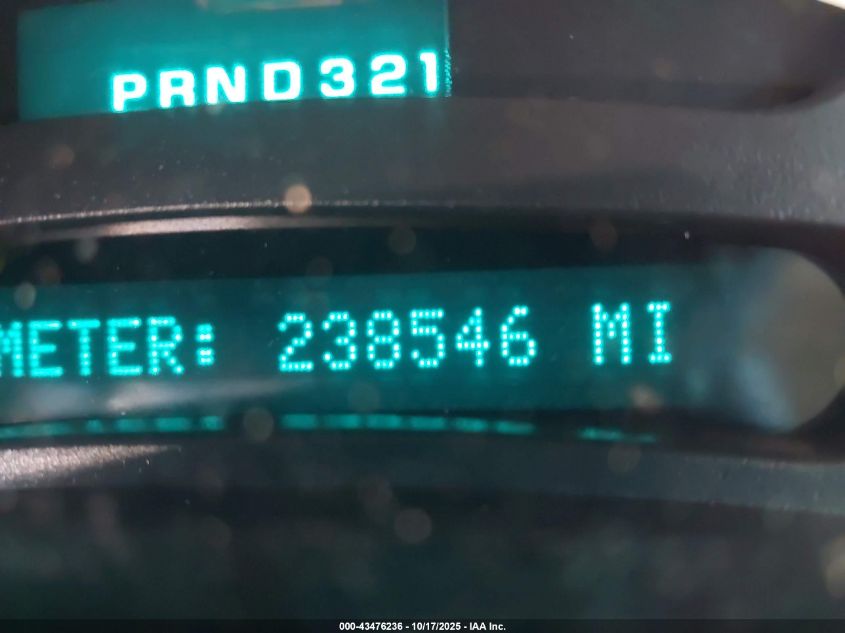 PRND321
METER: 238546 MI
000-43476236 - 10/17/2025 - IAA Inc.